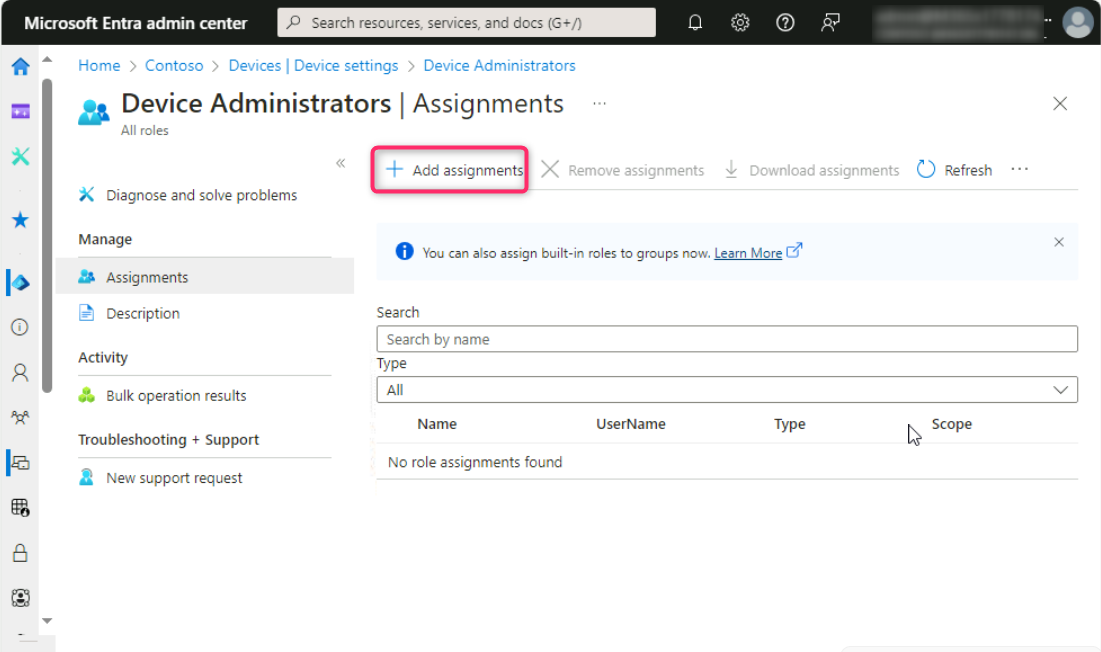 Microsoft Entra admin center
Search resources, services, and docs (G+/)
Home > Contoso > Devices | Device settings > Device Administrators
Device Administrators | Assignments ...
All roles
Add assignments
Remove assignments
Download assignments
Refresh
Diagnose and solve problems
Manage
Assignments
Description
Activity
Bulk operation results
Troubleshooting + Support
New support request
You can also assign built-in roles to groups now. Learn More
Search
Search by name
Type
All
Name UserName Type Scope
No role assignments found